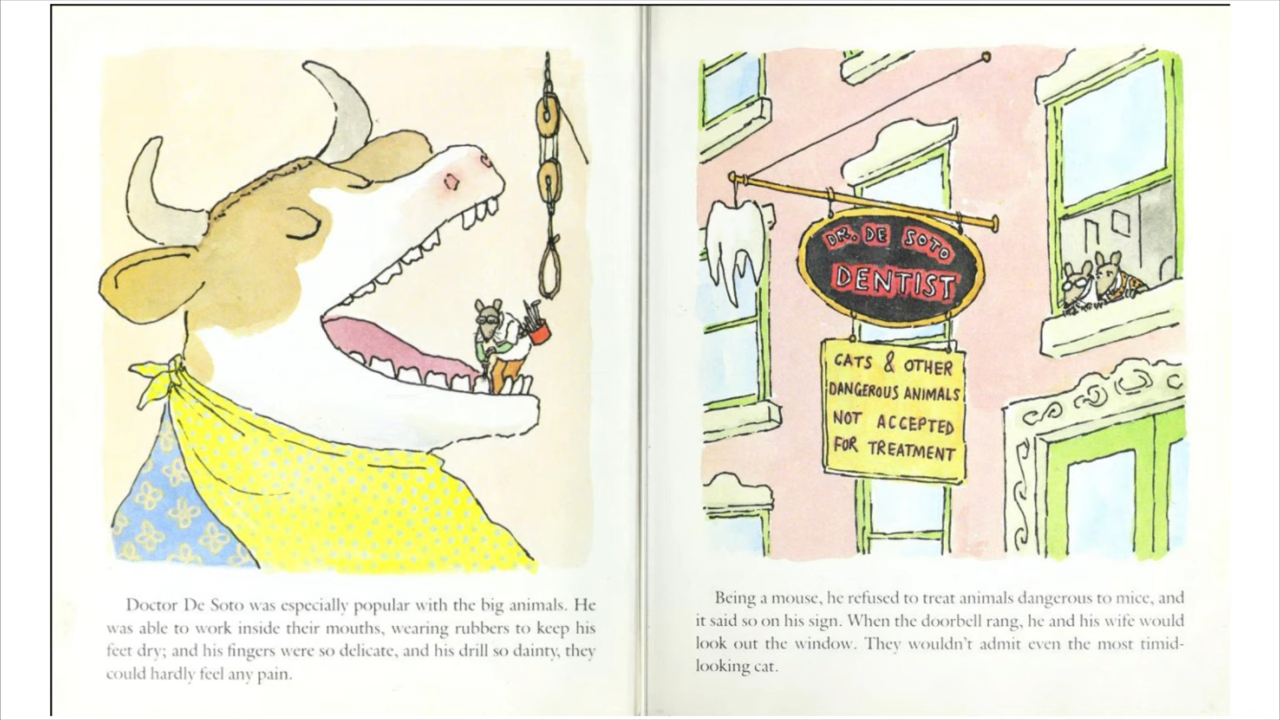 Doctor De Soto was especially popular with the big animals. He
was able to work inside their mouths, wearing rubbers to keep his
feet dry; and his fingers were so delicate, and his drill so dainty, they
could hardly feel any pain.
DR. DE SOTO
DENTIST
CATS & OTHER
DANGEROUS ANIMALS
NOT ACCEPTED
FOR TREATMENT
Being a mouse, he refused to treat animals dangerous to mice, and
it said so on his sign. When the doorbell rang, he and his wife would
look out the window. They wouldn't admit even the most timid-
looking cat.